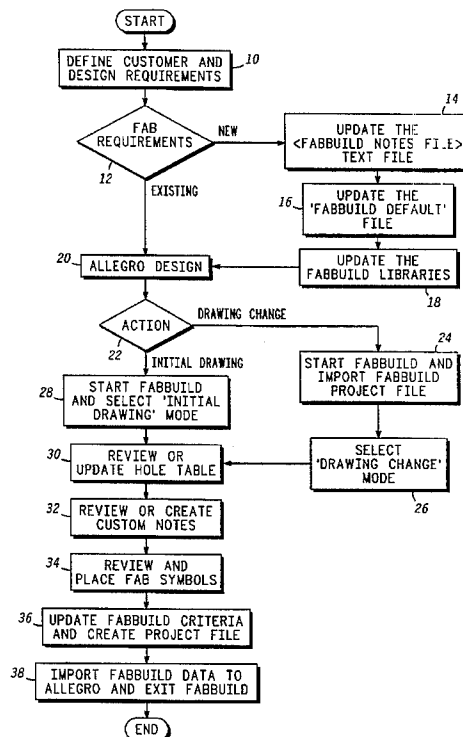 START
DEFINE CUSTOMER AND
DESIGN REQUIREMENTS
10
FAB
REQUIREMENTS
12
NEW
EXISTING
14
UPDATE THE
<FABBUILD NOTES FILE>
TEXT FILE
16
UPDATE THE
'FABBUILD DEFAULT'
FILE
UPDATE THE
FABBUILD LIBRARIES
18
20
ALLEGRO DESIGN
ACTION
22
DRAWING CHANGE
INITIAL DRAWING
24
START FABBUILD AND
IMPORT FABBUILD
PROJECT FILE
28
START FABBUILD
AND SELECT 'INITIAL
DRAWING' MODE
SELECT
'DRAWING CHANGE'
MODE
26
30
REVIEW OR
UPDATE HOLE TABLE
32
REVIEW OR CREATE
CUSTOM NOTES
34
REVIEW AND
PLACE FAB SYMBOLS
36
UPDATE FABBUILD CRITERIA
AND CREATE PROJECT FILE
38
IMPORT FABBUILD DATA TO
ALLEGRO AND EXIT FABBUILD
END